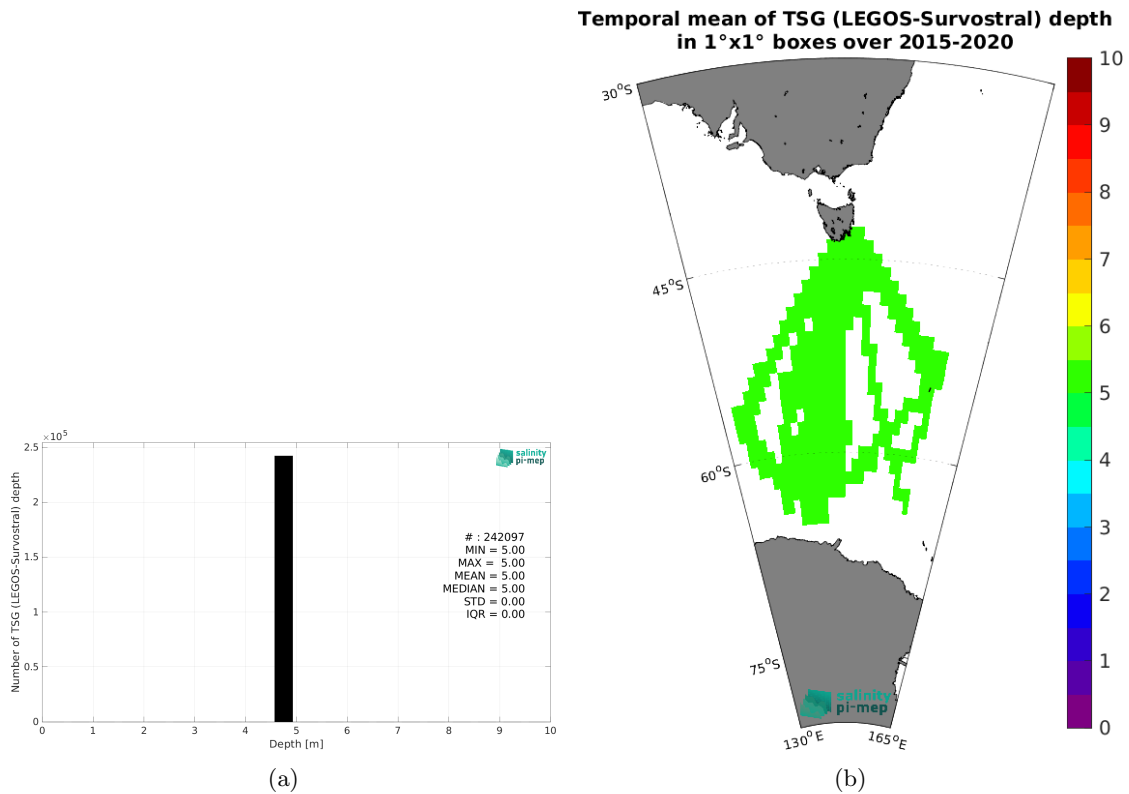 ×10⁵
2.5
2
1.5
1
0.5
0
Number of TSG (LEGOS-Survostral) depth
salinity
pi-mep
# : 242097
MIN = 5.00
MAX = 5.00
MEAN = 5.00
MEDIAN = 5.00
STD = 0.00
IQR = 0.00
0 1 2 3 4 5 6 7 8 9 10
Depth [m]
(a)
Temporal mean of TSG (LEGOS-Survostral) depth
in 1°x1° boxes over 2015-2020
30°S
45°S
60°S
75°S
130°E
165°E
salinity
pi-mep
10
9
8
7
6
5
4
3
2
1
0
(b)